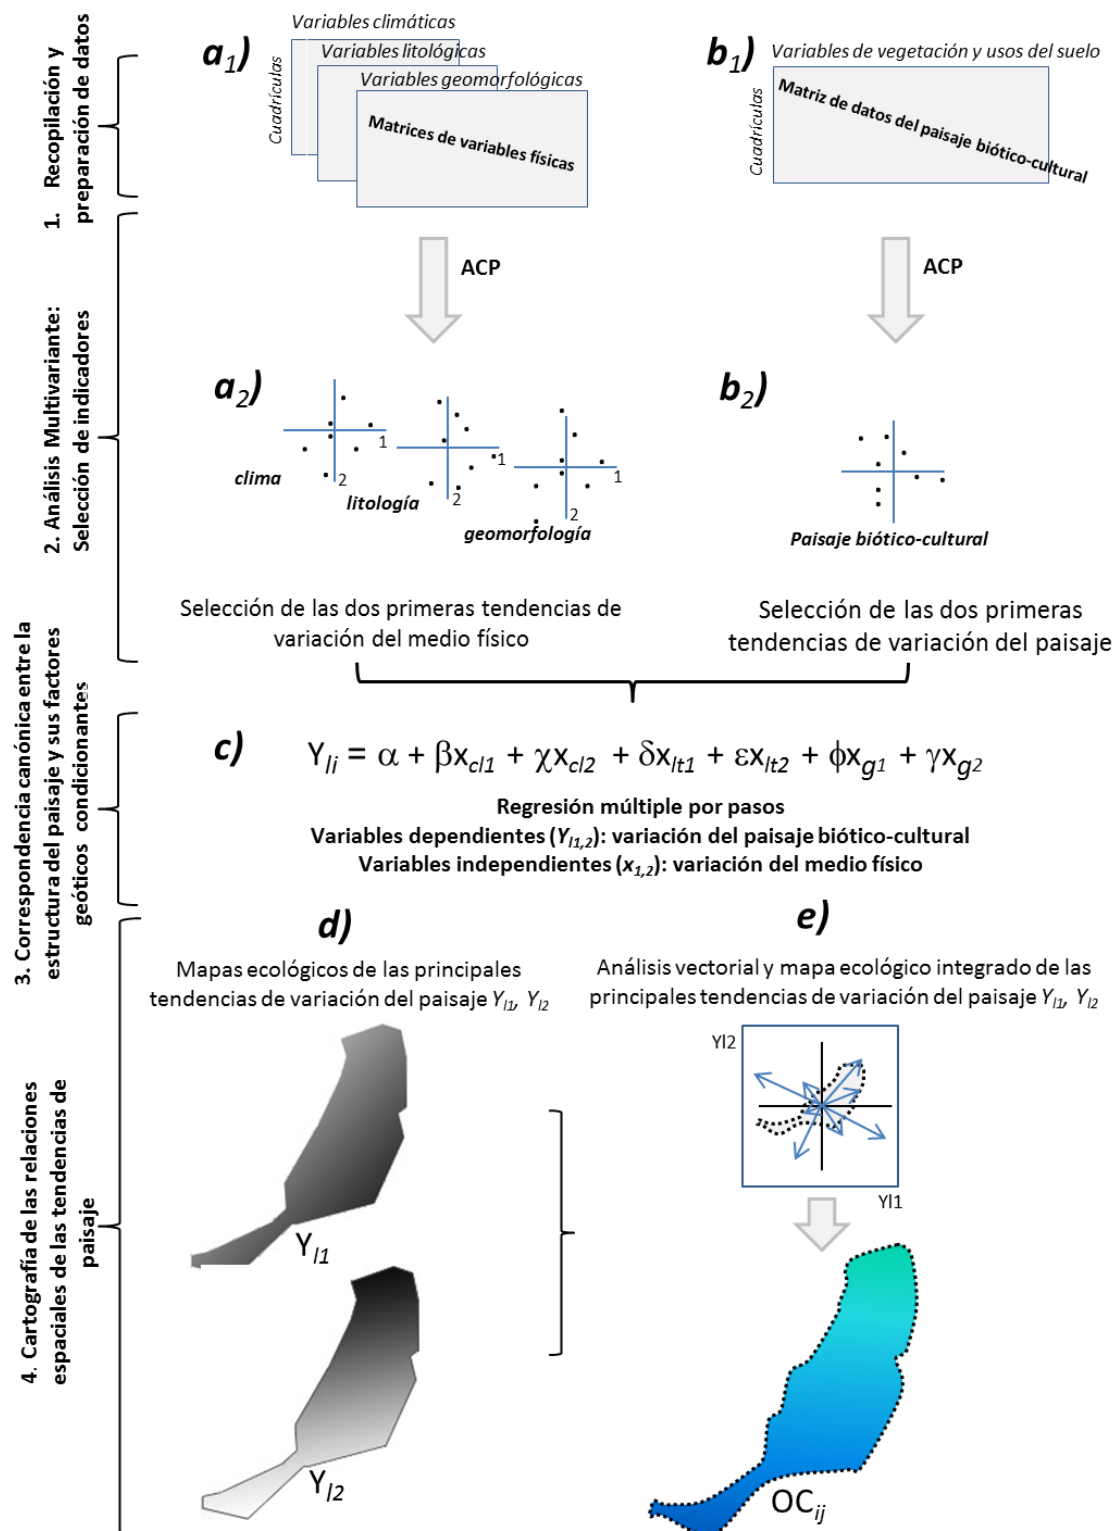 1. Recopilación y
preparación de datos
a1)
Variables climáticas
Variables litológicas
Variables geomorfológicas
Cuadrículas
Matrices de variables físicas
b1)
Variables de vegetación y usos del suelo
Cuadrículas
Matriz de datos del paisaje biótico-cultural
2. Análisis Multivariante:
Selección de indicadores
ACP
ACP
a2)
1
2
clima
1
2
litología
1
2
geomorfología
b2)
Paisaje biótico-cultural
Selección de las dos primeras tendencias de
variación del medio físico
Selección de las dos primeras
tendencias de variación del paisaje
3. Correspondencia canónica entre la
estructura del paisaje y sus factores
geóticos condicionantes
c)
Yli = α + βxcl1 + χxcl2 + δxlt1 + εxlt2 + ϕxg1 + γxg2
Regresión múltiple por pasos
Variables dependientes (Yl1,2): variación del paisaje biótico-cultural
Variables independientes (x1,2): variación del medio físico
4. Cartografía de las relaciones
espaciales de las tendencias de
paisaje
d)
Mapas ecológicos de las principales
tendencias de variación del paisaje Yl1, Yl2
Yl1
Yl2
e)
Análisis vectorial y mapa ecológico integrado de las
principales tendencias de variación del paisaje Yl1, Yl2
Yl2
Yl1
OCij